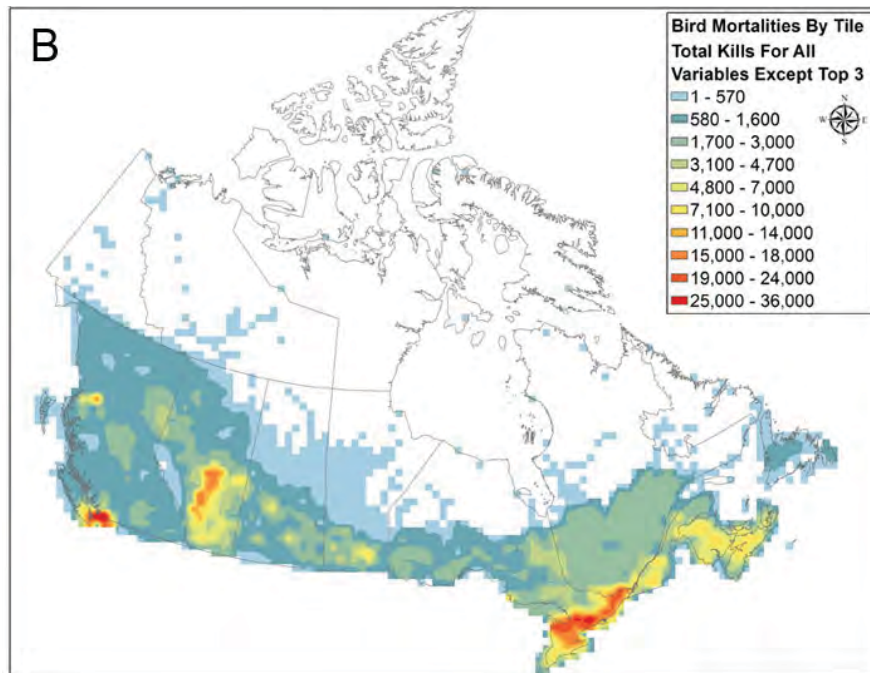 B
Bird Mortalities By Tile
Total Kills For All
Variables Except Top 3
1 - 570
580 - 1,600
1,700 - 3,000
3,100 - 4,700
4,800 - 7,000
7,100 - 10,000
11,000 - 14,000
15,000 - 18,000
19,000 - 24,000
25,000 - 36,000
N
W E
S